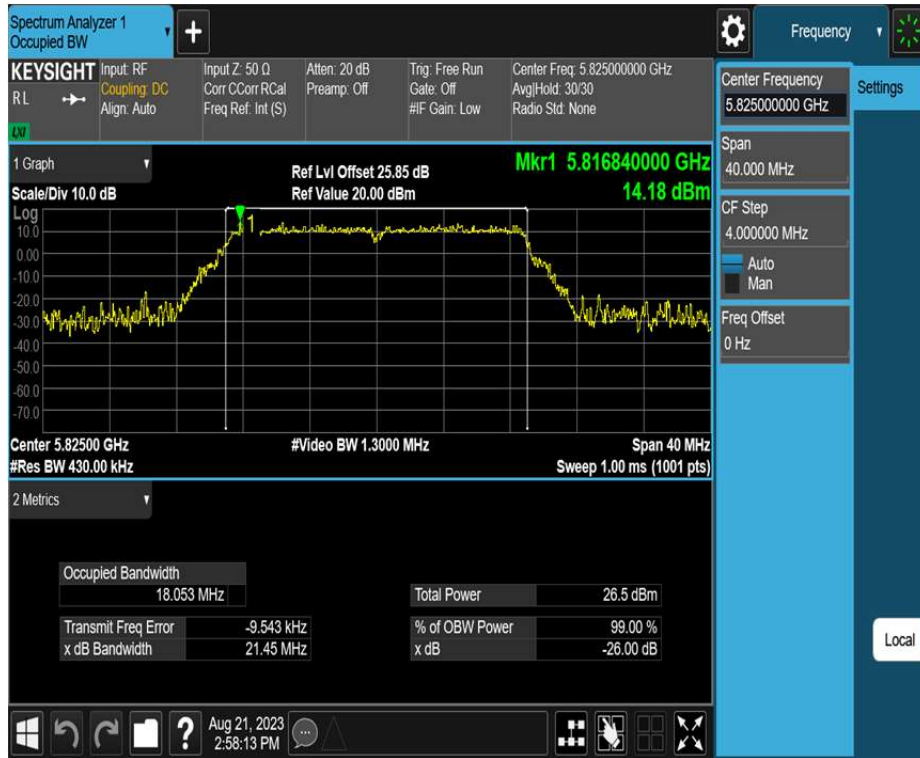 Spectrum Analyzer 1
Occupied BW
+
Frequency
KEYSIGHT Input: RF Input Z: 50 Ω Atten: 20 dB Trig: Free Run Center Freq: 5.825000000 GHz
R L Coupling: DC Corr CCorr RCal Preamp: Off Gate: Off Avg|Hold: 30/30
Align: Auto Freq Ref: Int (S) #IF Gain: Low Radio Std: None
LXI
Center Frequency
5.825000000 GHz
Settings
Span
40.000 MHz
CF Step
4.000000 MHz
Auto
Man
Freq Offset
0 Hz
Local
1 Graph
Ref Lvl Offset 25.85 dB
Mkr1 5.816840000 GHz
Scale/Div 10.0 dB
Ref Value 20.00 dBm
14.18 dBm
Log
1
10.0
0.00
-10.0
-20.0
-30.0
-40.0
-50.0
-60.0
-70.0
Center 5.82500 GHz #Video BW 1.3000 MHz Span 40 MHz
#Res BW 430.00 kHz Sweep 1.00 ms (1001 pts)
2 Metrics
Occupied Bandwidth
18.053 MHz Total Power 26.5 dBm
Transmit Freq Error -9.543 kHz % of OBW Power 99.00 %
x dB Bandwidth 21.45 MHz x dB -26.00 dB
? Aug 21, 2023
2:58:13 PM